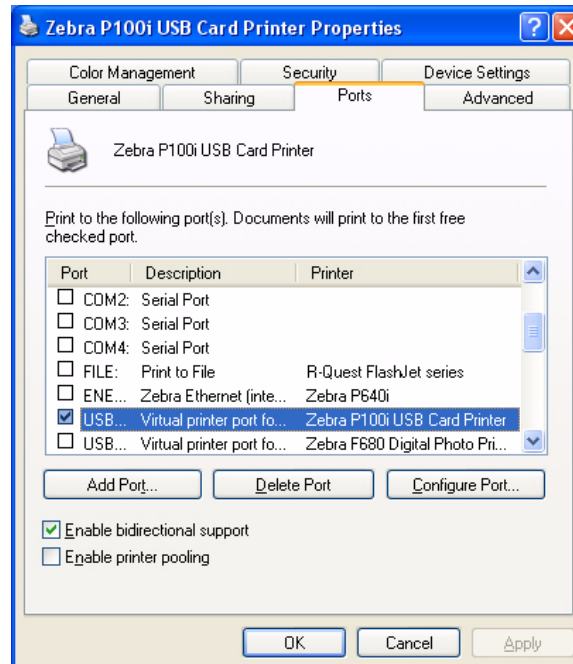 Zebra P100i USB Card Printer Properties
Color Management Security Device Settings
General Sharing Ports Advanced
Zebra P100i USB Card Printer
Print to the following port(s). Documents will print to the first free
checked port.
Port Description Printer
COM2: Serial Port
COM3: Serial Port
COM4: Serial Port
FILE: Print to File R-Quest FlashJet series
ENE... Zebra Ethernet (inte... Zebra P640i
USB... Virtual printer port fo... Zebra P100i USB Card Printer
USB... Virtual printer port fo... Zebra F680 Digital Photo Pri...
Add Port... Delete Port Configure Port...
Enable bidirectional support
Enable printer pooling
OK Cancel Apply